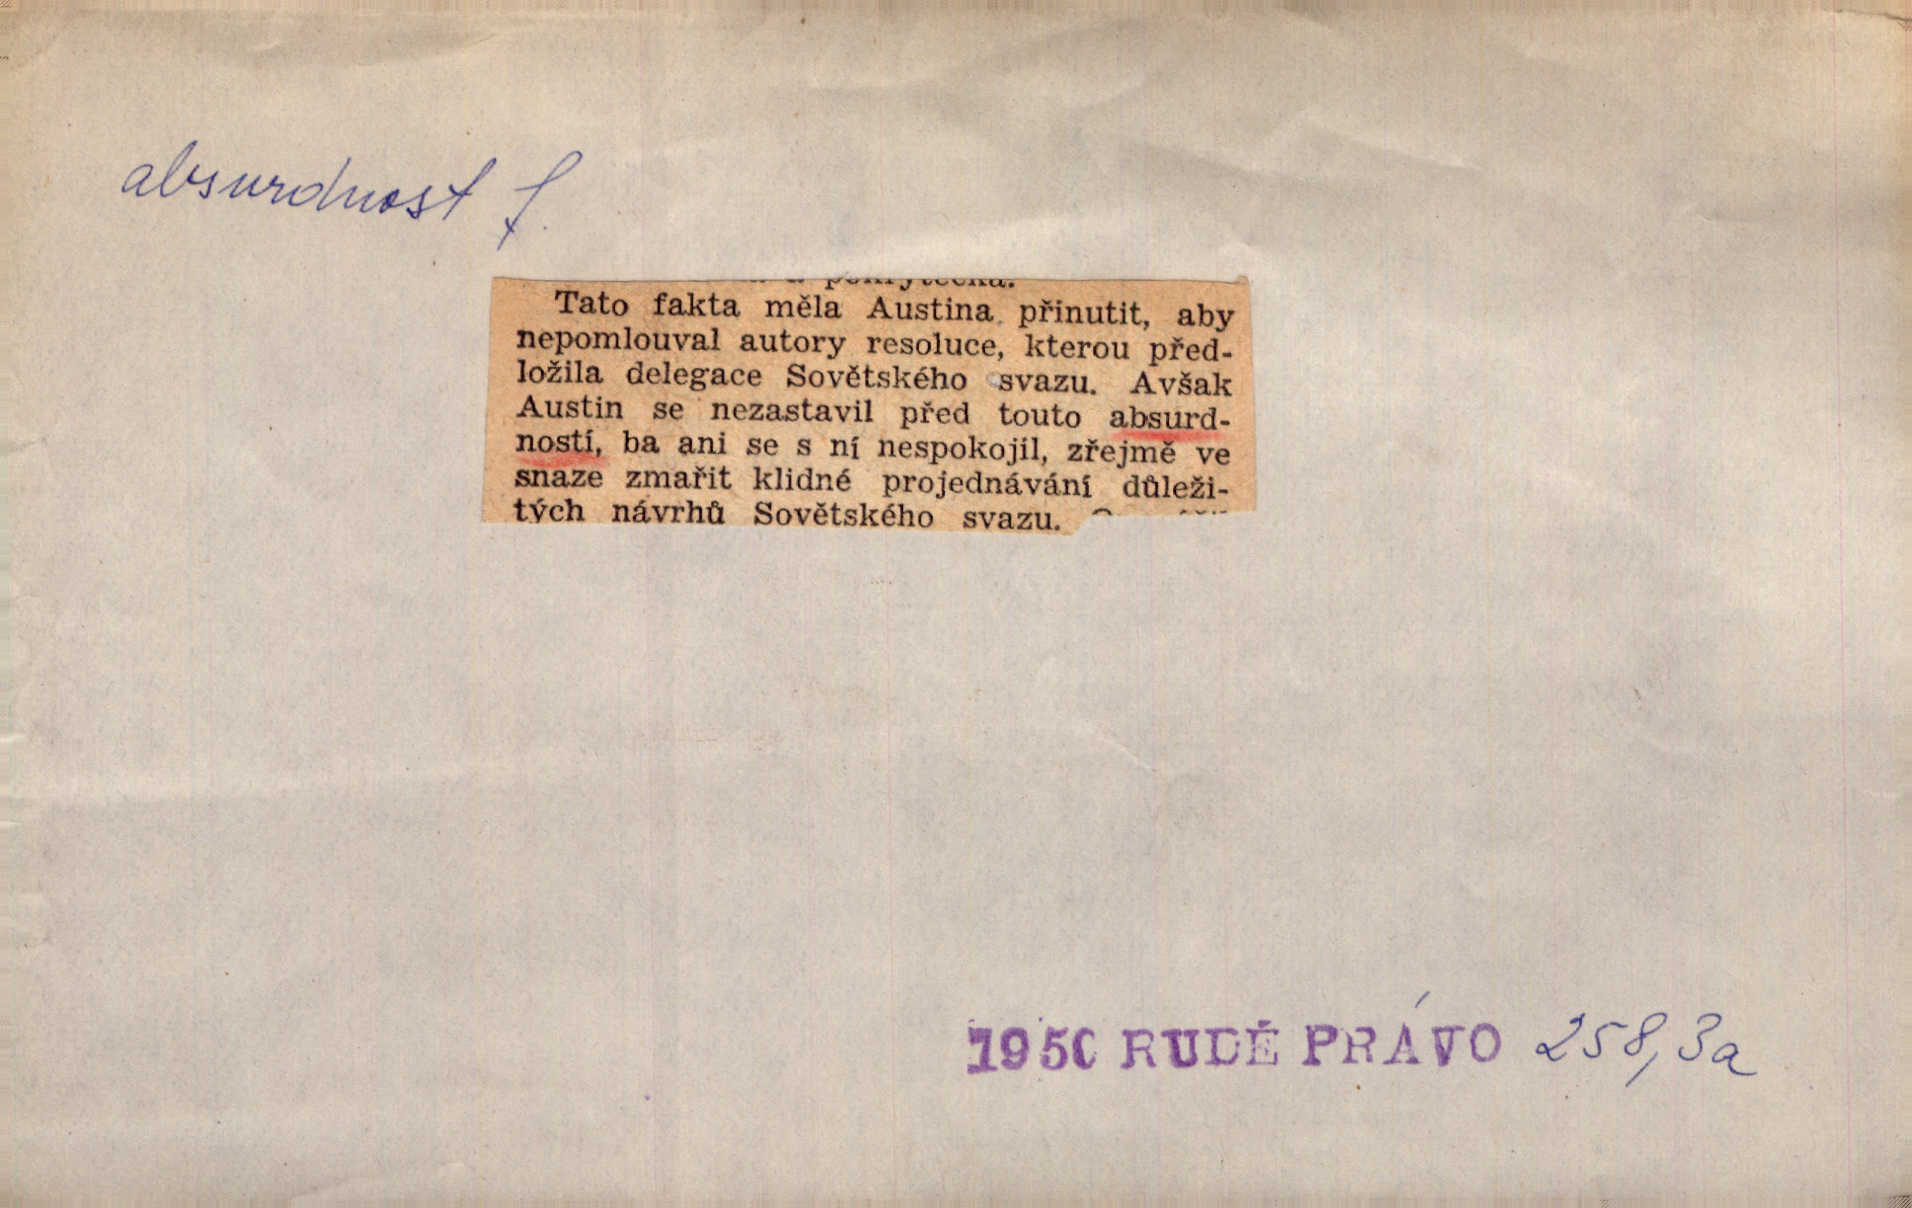 absurdnost f.
Tato fakta měla Austina přinutit, aby
nepomlouval autory resoluce, kterou před-
ložila delegace Sovětského svazu. Avšak
Austin se nezastavil před touto absurd-
ností, ba ani se s ní nespokojil, zřejmě ve
snaze zmařit klidné projednávání důleži-
tých návrhů Sovětského svazu.
1950 RUDÉ PRÁVO 258, 3a